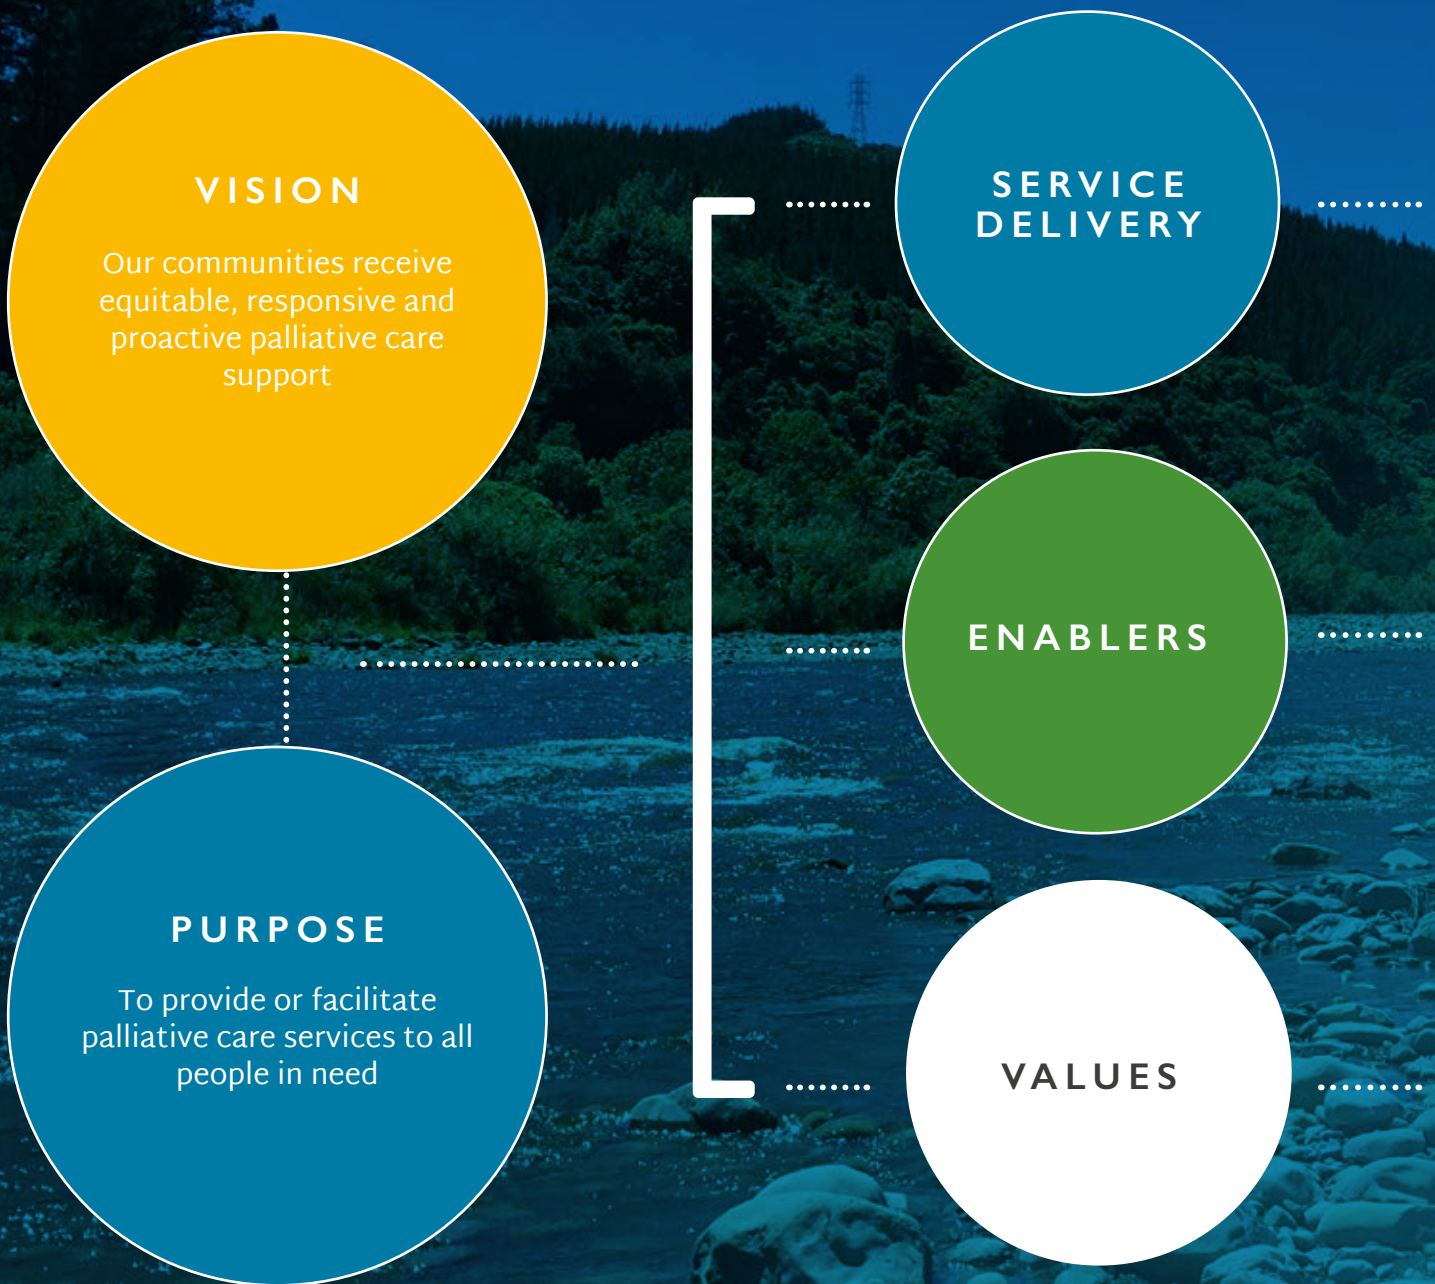 VISION
Our communities receive
equitable, responsive and
proactive palliative care
support
PURPOSE
To provide or facilitate
palliative care services to all
people in need
SERVICE
DELIVERY
ENABLERS
VALUES